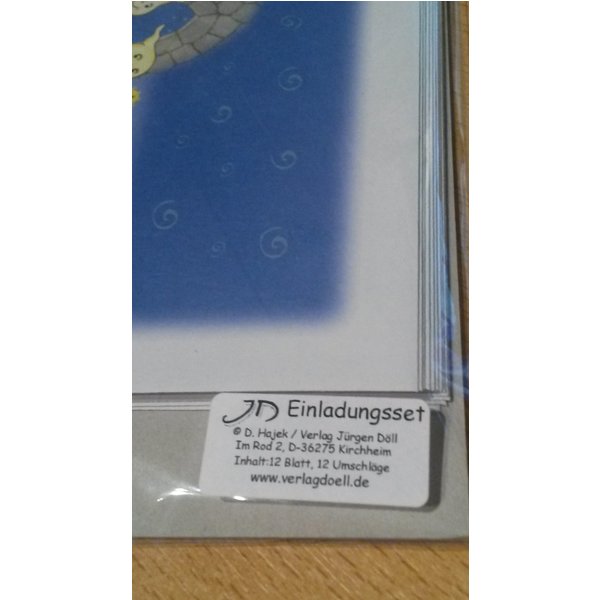 JD Einladungsset
© D. Hajek / Verlag Jürgen Döll
Im Rod 2, D-36275 Kirchheim
Inhalt:12 Blatt, 12 Umschläge
www.verlagdoell.de